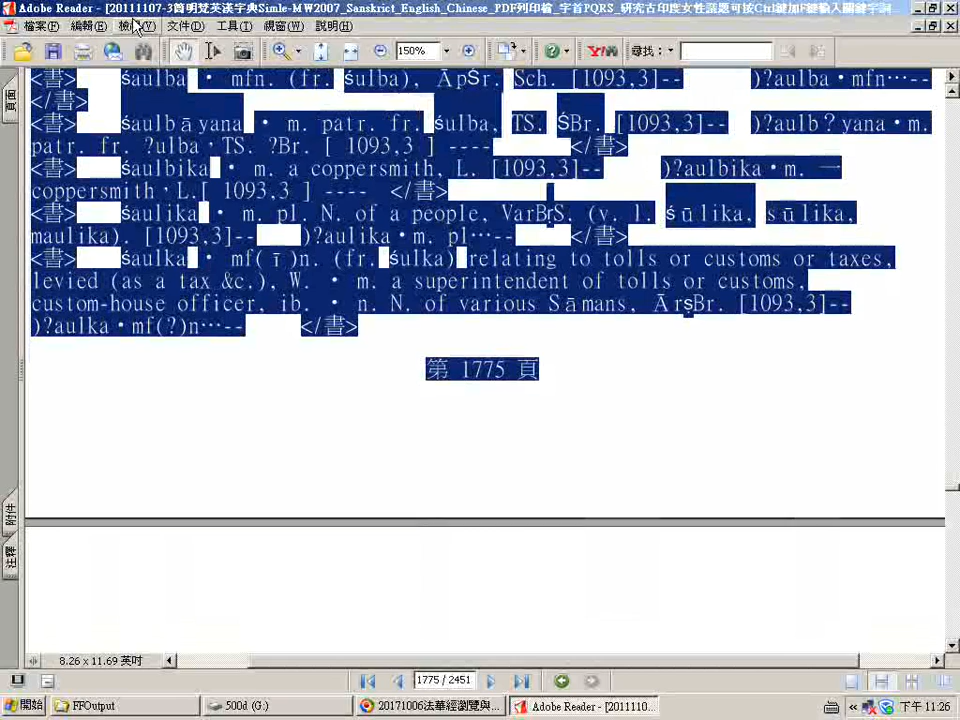 Adobe Reader - [20111107-3簡明梵英漢字典Simle-MW2007_Sanskrict_English_Chinese_PDF列印檔_字首PQRS_研究古印度女性議題可按Ctrl鍵加F鍵輸入關鍵字詞
檔案(F) 編輯(E) 檢視(V) 文件(D) 工具(T) 視窗(W) 說明(H)
150% 尋找:
頁面
<書> śaulba ‧ mfn. (fr. śulba), ĀpŚr. Sch. [1093,3]-- )?aulba‧mfn…--
</書>
<書> śaulbāyana ‧ m. patr. fr. śulba, TS. ŚBr. [1093,3]-- )?aulb?yana‧m.
patr. fr. ?ulba‧TS. ?Br. [ 1093,3 ] ---- </書>
<書> śaulbika ‧ m. a coppersmith, L. [1093,3]-- )?aulbika‧m. 一
coppersmith，L.[ 1093,3 ] ---- </書>
<書> śaulika ‧ m. pl. N. of a people, VarBṛS. (v. l. śūlika, sūlika,
maulika). [1093,3]-- )?aulika‧m. pl…-- </書>
<書> śaulka ‧ mf(ī)n. (fr. śulka) relating to tolls or customs or taxes,
levied (as a tax &c.), W. ‧ m. a superintendent of tolls or customs,
custom-house officer, ib. ‧ n. N. of various Sāmans, ĀrṣBr. [1093,3]--
)?aulka‧mf(?)n…-- </書>
第 1775 頁
附件
注釋
8.26 x 11.69 英吋
1775 / 2451
開始 FFOutput 500d (G:) 20171006法華經瀏覽與... Adobe Reader - [2011110... 下午 11:26